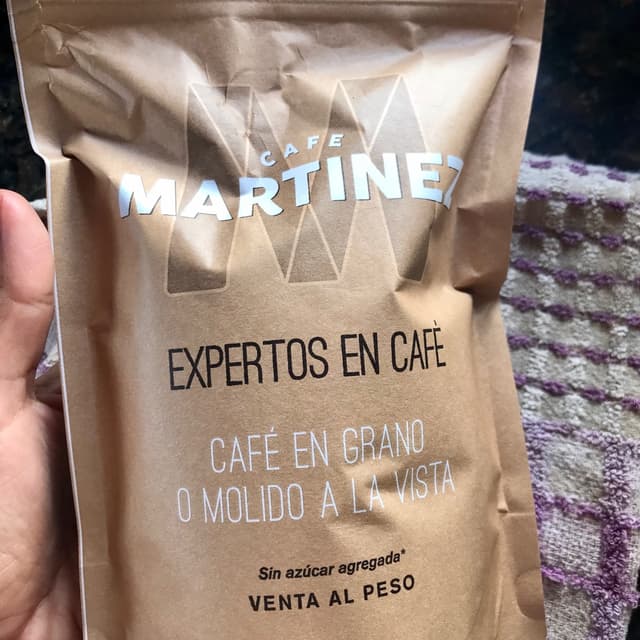 CAFE
MARTINEZ
EXPERTOS EN CAFÈ
CAFÉ EN GRANO
O MOLIDO A LA VISTA
Sin azúcar agregada*
VENTA AL PESO